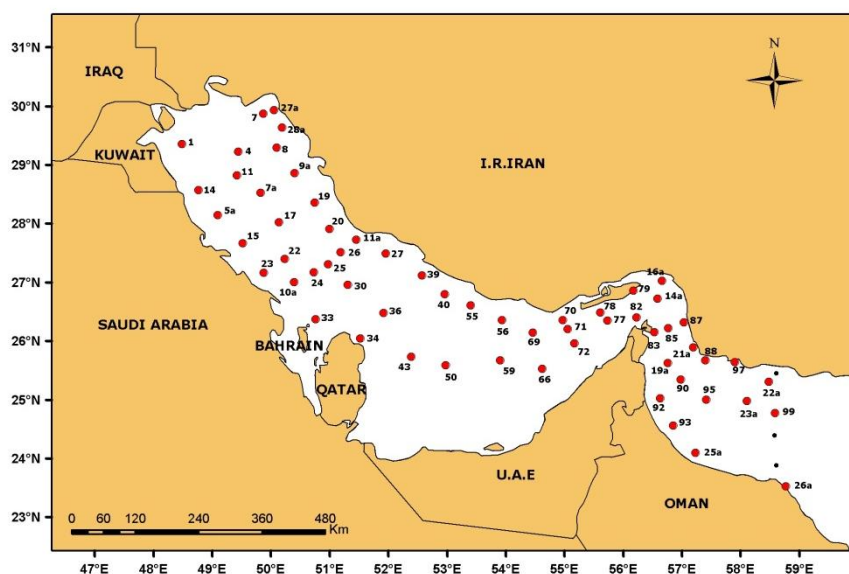 31°N
N
IRAQ
30°N
7
27a
28a
1
4
8
KUWAIT
29°N
11
9a
I.R.IRAN
14
7a
19
5a
28°N
17
20
15
11a
26
27
22
23
25
27°N
24
39
16a
10a
30
40
79
14a
55
78
33
36
70
82
87
SAUDI ARABIA
56
71
77
26°N
BAHRAIN
34
69
72
83
85
21a
88
43
50
59
66
19a
97
QATAR
90
95
22a
25°N
92
23a
99
93
24°N
25a
U.A.E
26a
OMAN
23°N
0 60 120 240 360 480
Km
47°E 48°E 49°E 50°E 51°E 52°E 53°E 54°E 55°E 56°E 57°E 58°E 59°E